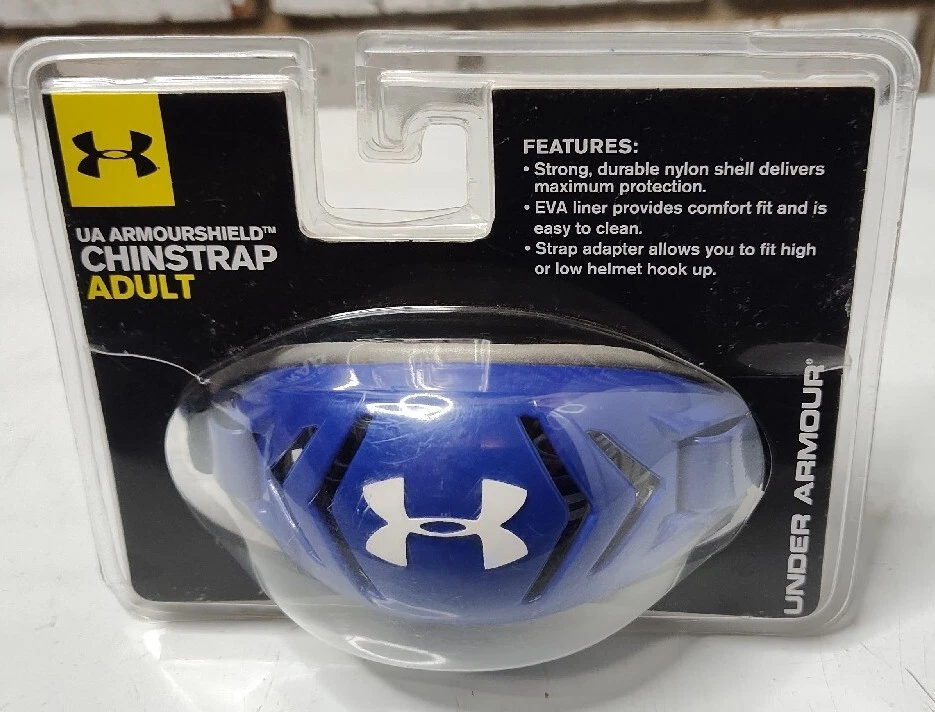 UA ARMOURSHIELD™
CHINSTRAP
ADULT
FEATURES:
• Strong, durable nylon shell delivers
maximum protection.
• EVA liner provides comfort fit and is
easy to clean.
• Strap adapter allows you to fit high
or low helmet hook up.
UNDER ARMOUR®